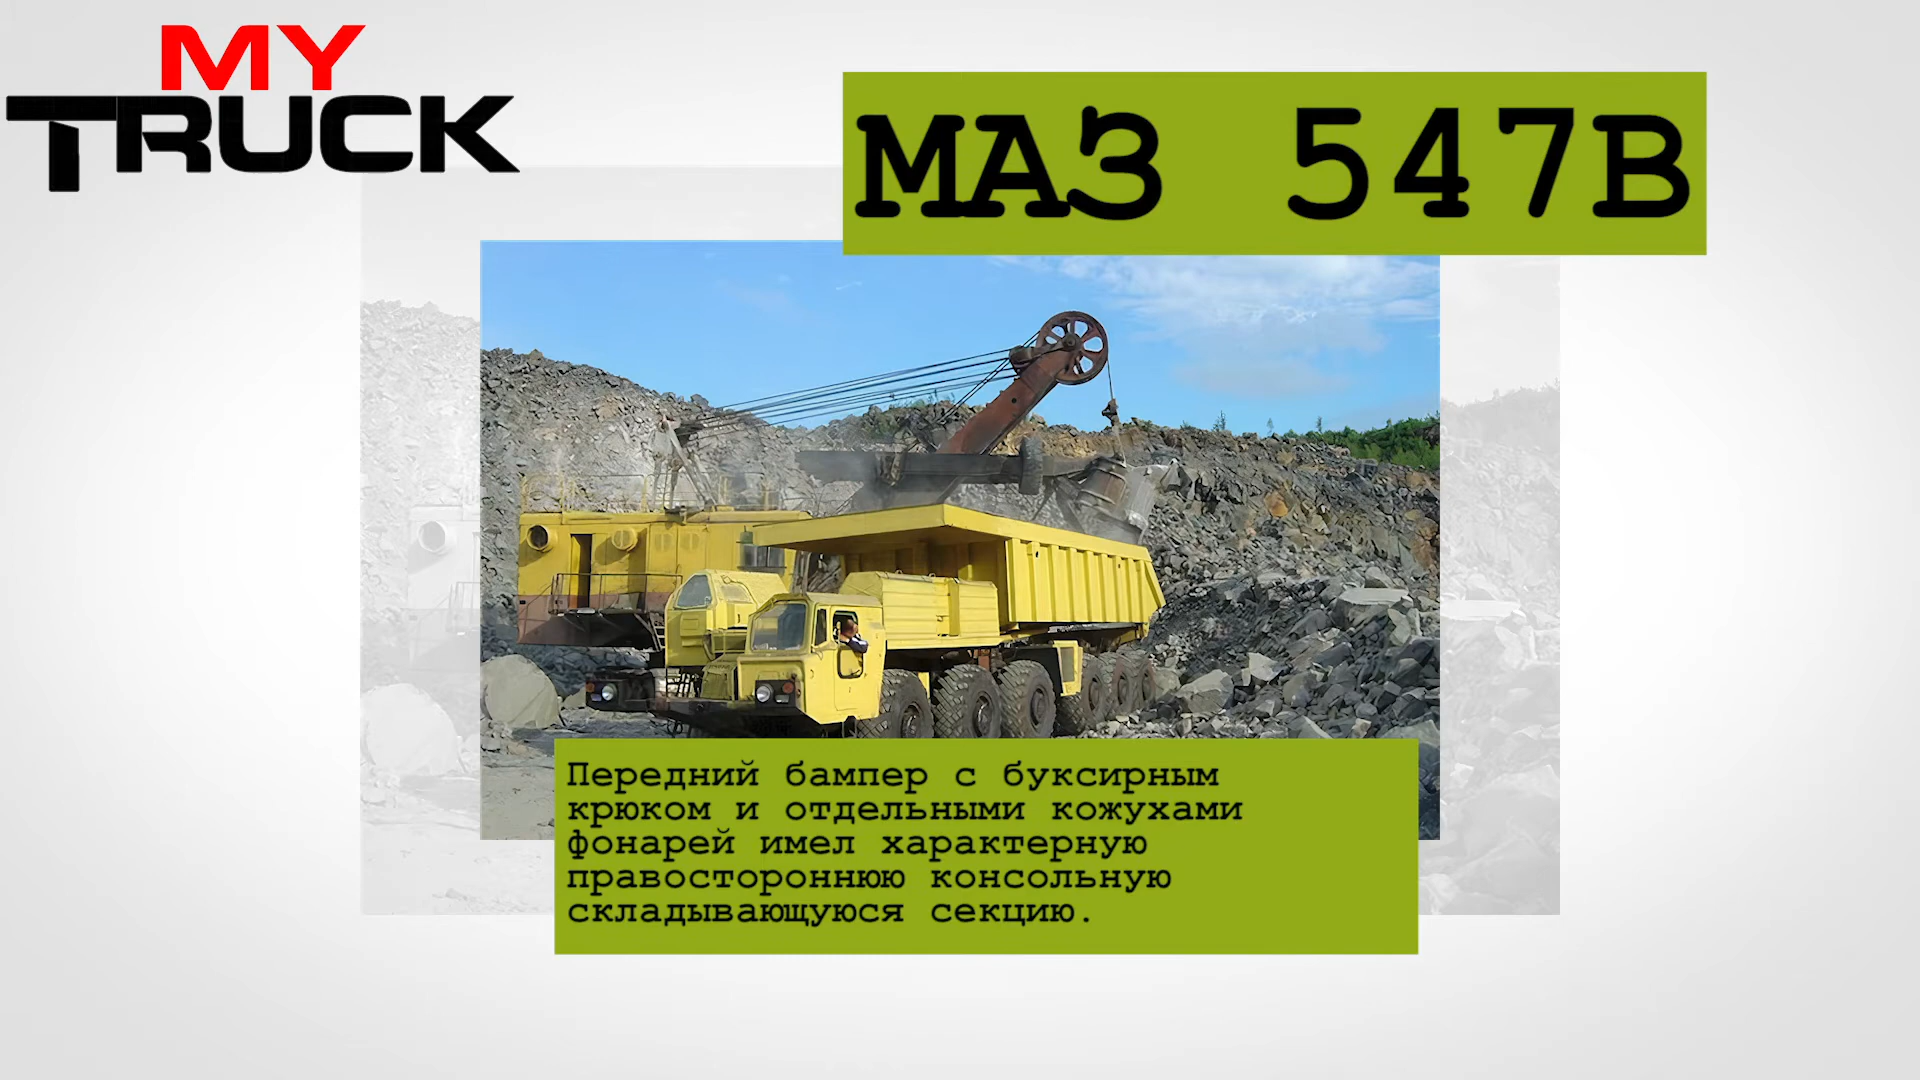 MY
TRUCK
МАЗ 547В
Передний бампер с буксирным
крюком и отдельными кожухами
фонарей имел характерную
правостороннюю консольную
складывающуюся секцию.